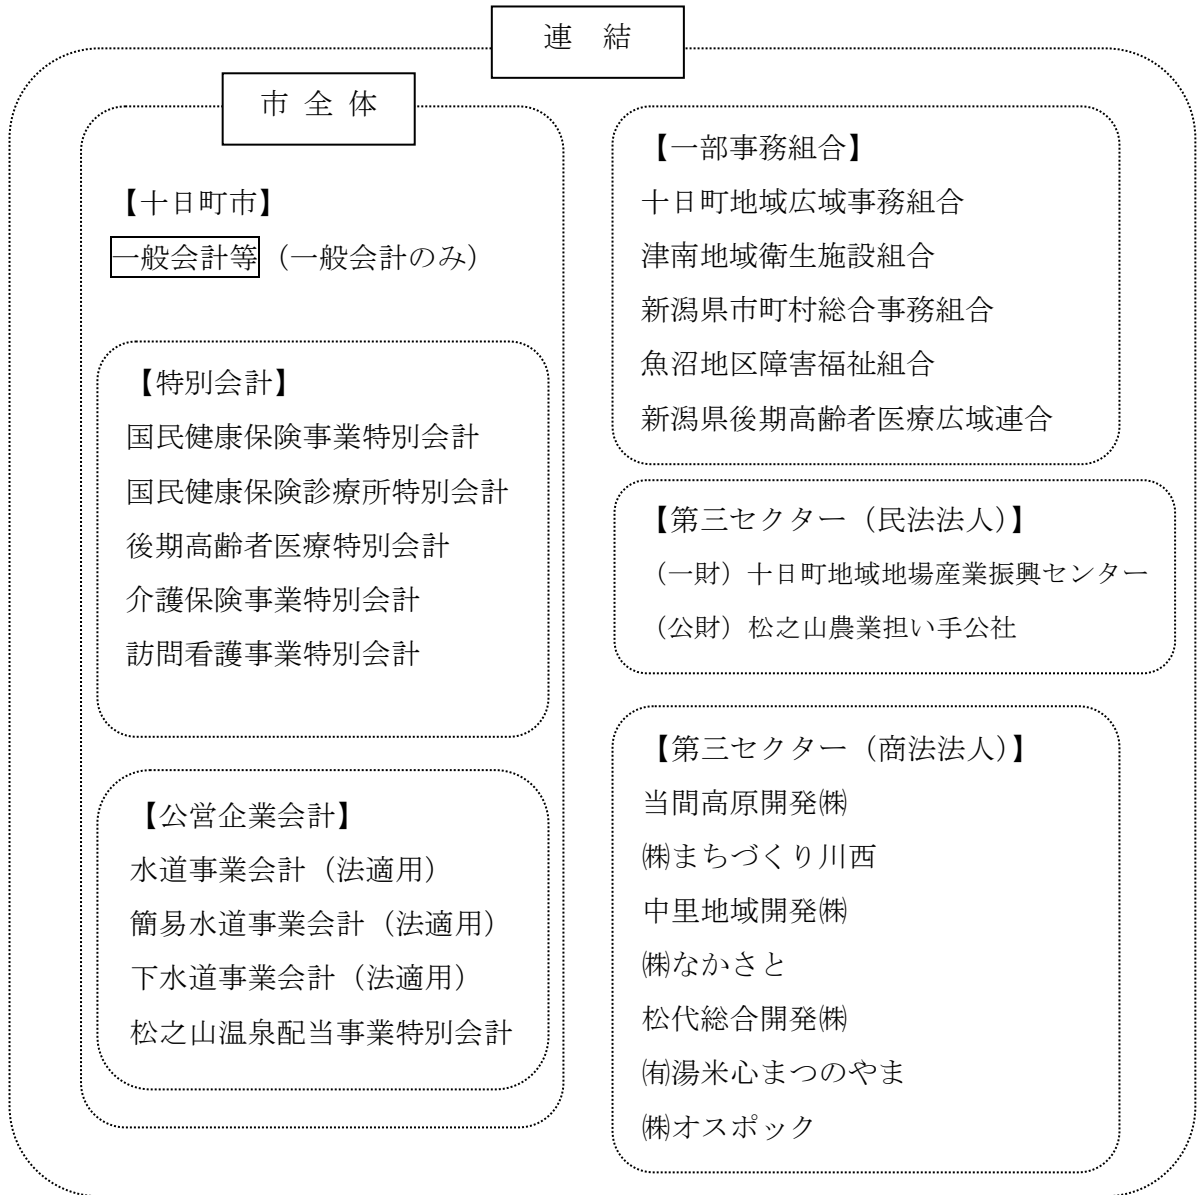 連　結
市 全 体
【十日町市】
一般会計等（一般会計のみ）
【特別会計】
国民健康保険事業特別会計
国民健康保険診療所特別会計
後期高齢者医療特別会計
介護保険事業特別会計
訪問看護事業特別会計
【公営企業会計】
水道事業会計（法適用）
簡易水道事業会計（法適用）
下水道事業会計（法適用）
松之山温泉配当事業特別会計
【一部事務組合】
十日町地域広域事務組合
津南地域衛生施設組合
新潟県市町村総合事務組合
魚沼地区障害福祉組合
新潟県後期高齢者医療広域連合
【第三セクター（民法法人）】
（一財）十日町地域地場産業振興センター
（公財）松之山農業担い手公社
【第三セクター（商法法人）】
当間高原開発㈱
㈱まちづくり川西
中里地域開発㈱
㈱なかさと
松代総合開発㈱
㈲湯米心まつのやま
㈱オスポック